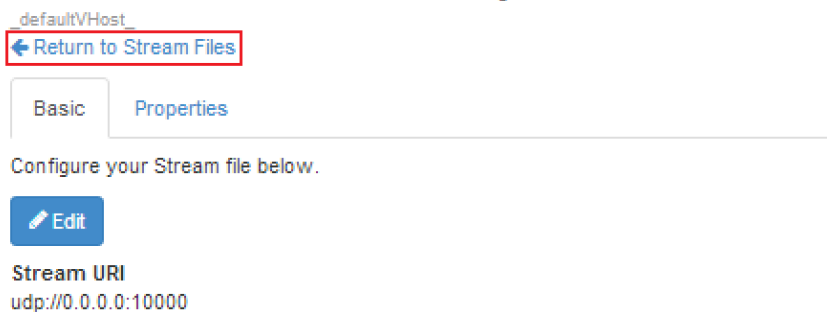 _defaultVHost_
Return to Stream Files
Basic Properties
Configure your Stream file below.
Edit
Stream URI
udp://0.0.0.0:10000